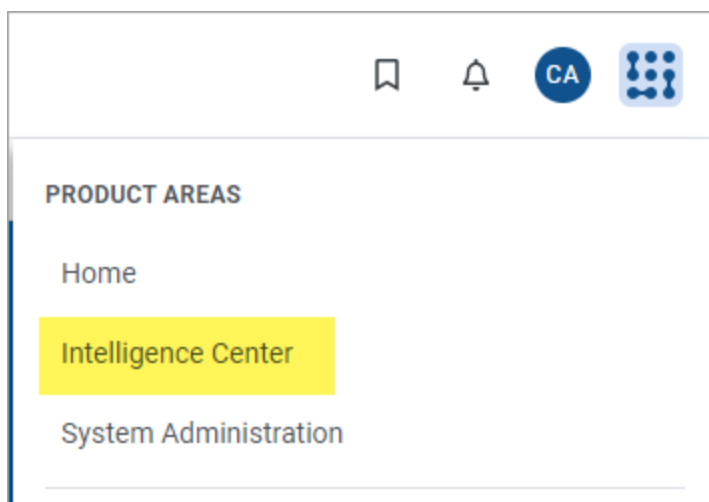 CA
PRODUCT AREAS
Home
Intelligence Center
System Administration